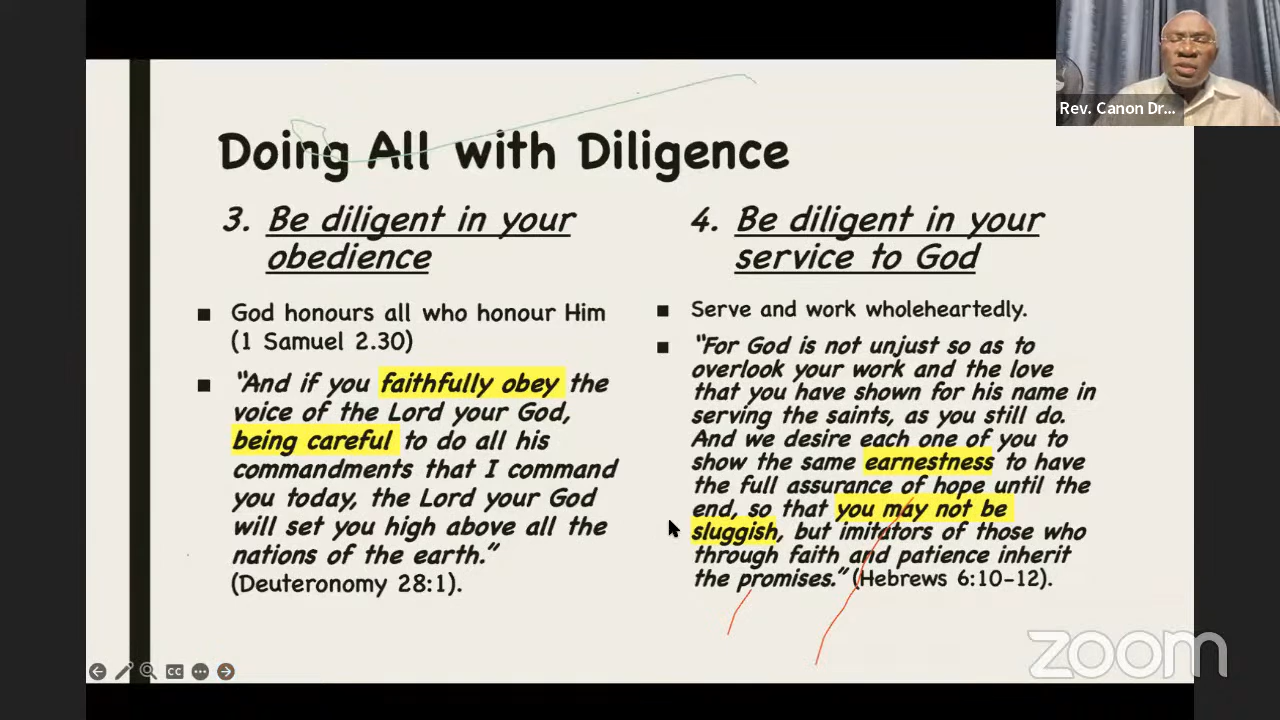 Rev. Canon Dr...
Doing All with Diligence
3. Be diligent in your
obedience
■ God honours all who honour Him
(1 Samuel 2.30)
■ “And if you faithfully obey the
voice of the Lord your God,
being careful to do all his
commandments that I command
you today, the Lord your God
will set you high above all the
nations of the earth.”
(Deuteronomy 28:1).
4. Be diligent in your
service to God
■ Serve and work wholeheartedly.
■ “For God is not unjust so as to
overlook your work and the love
that you have shown for his name in
serving the saints, as you still do.
And we desire each one of you to
show the same earnestness to have
the full assurance of hope until the
end, so that you may not be
sluggish, but imitators of those who
through faith and patience inherit
the promises.” (Hebrews 6:10-12).
CC
zoom